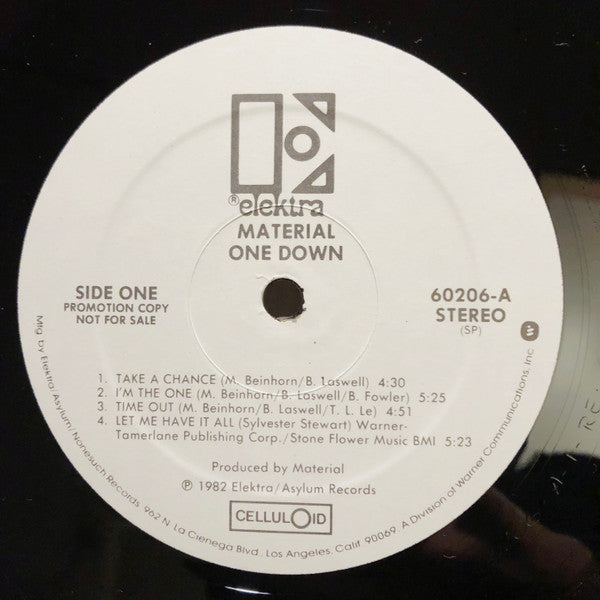 ® elektra
MATERIAL
ONE DOWN
SIDE ONE
PROMOTION COPY
NOT FOR SALE
60206-A
STEREO
(SP)
1. TAKE A CHANCE (M. Beinhorn/B. Laswell) 4:30
2. I'M THE ONE (M. Beinhorn/B. Laswell/B. Fowler) 5:25
3. TIME OUT (M. Beinhorn/B. Laswell/T. L. Le) 4:51
4. LET ME HAVE IT ALL (Sylvester Stewart) Warner-
Tamerlane Publishing Corp./Stone Flower Music BMI 5:23
Produced by Material
℗ 1982 Elektra/Asylum Records
CELLULOID
Mfg. by Elektra/Asylum/Nonesuch Records 962 N. La Cienega Blvd., Los Angeles, Calif. 90069. A Division of Warner Communications, Inc. W